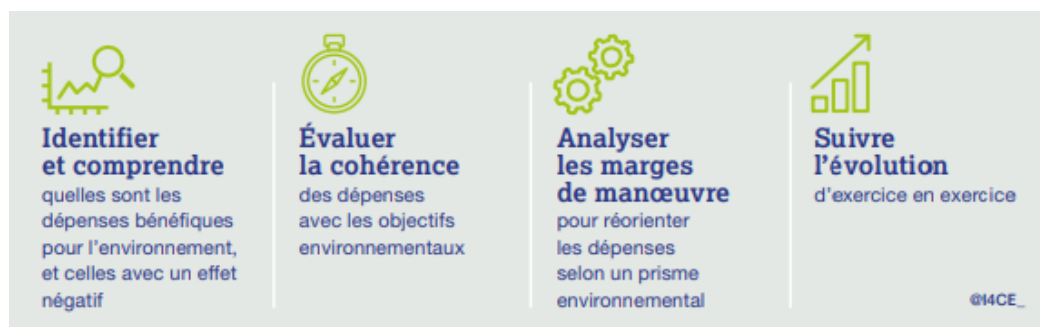 Identifier
et comprendre
quelles sont les
dépenses bénéfiques
pour l'environnement,
et celles avec un effet
négatif
Évaluer
la cohérence
des dépenses
avec les objectifs
environnementaux
Analyser
les marges
de manœuvre
pour réorienter
les dépenses
selon un prisme
environnemental
Suivre
l'évolution
d'exercice en exercice
@I4CE_